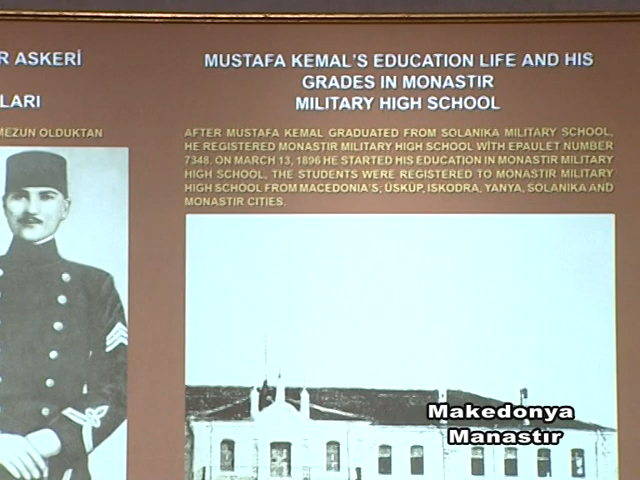 R ASKERİ
LARI
MEZUN OLDUKTAN
MUSTAFA KEMAL'S EDUCATION LIFE AND HIS
GRADES IN MONASTIR
MILITARY HIGH SCHOOL
AFTER MUSTAFA KEMAL GRADUATED FROM SOLANIKA MILITARY SCHOOL,
HE REGISTERED MONASTIR MILITARY HIGH SCHOOL WİTH EPAULET NUMBER
7348. ON MARCH 13, 1896 HE STARTED HIS EDUCATION IN MONASTIR MILITARY
HIGH SCHOOL, THE STUDENTS WERE REGISTERED TO MONASTIR MILITARY
HIGH SCHOOL FROM MACEDONIA'S; ÜSKÜP, ISKODRA, YANYA, SOLANIKA AND
MONASTIR CITIES.
Makedonya
Manastır